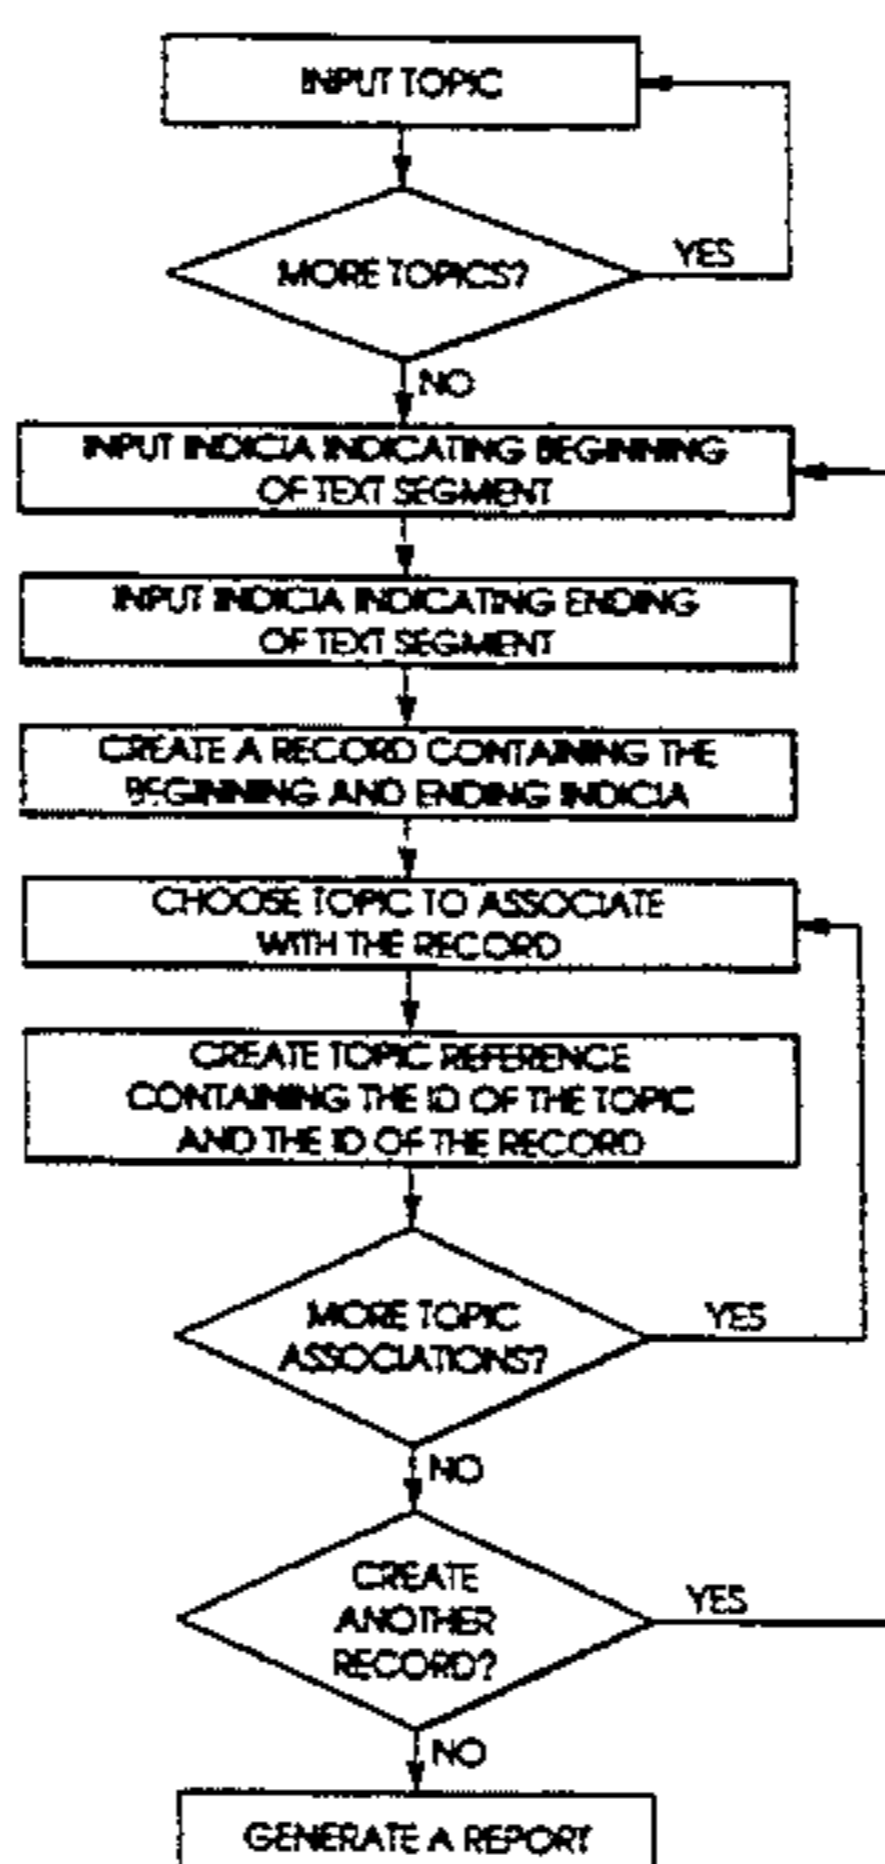 INPUT TOPIC
MORE TOPICS?
YES
NO
INPUT INDICIA INDICATING BEGINNING
OF TEXT SEGMENT
INPUT INDICIA INDICATING ENDING
OF TEXT SEGMENT
CREATE A RECORD CONTAINING THE
BEGINNING AND ENDING INDICIA
CHOOSE TOPIC TO ASSOCIATE
WITH THE RECORD
CREATE TOPIC REFERENCE
CONTAINING THE ID OF THE TOPIC
AND THE ID OF THE RECORD
MORE TOPIC
ASSOCIATIONS?
YES
NO
CREATE
ANOTHER
RECORD?
YES
NO
GENERATE A REPORT